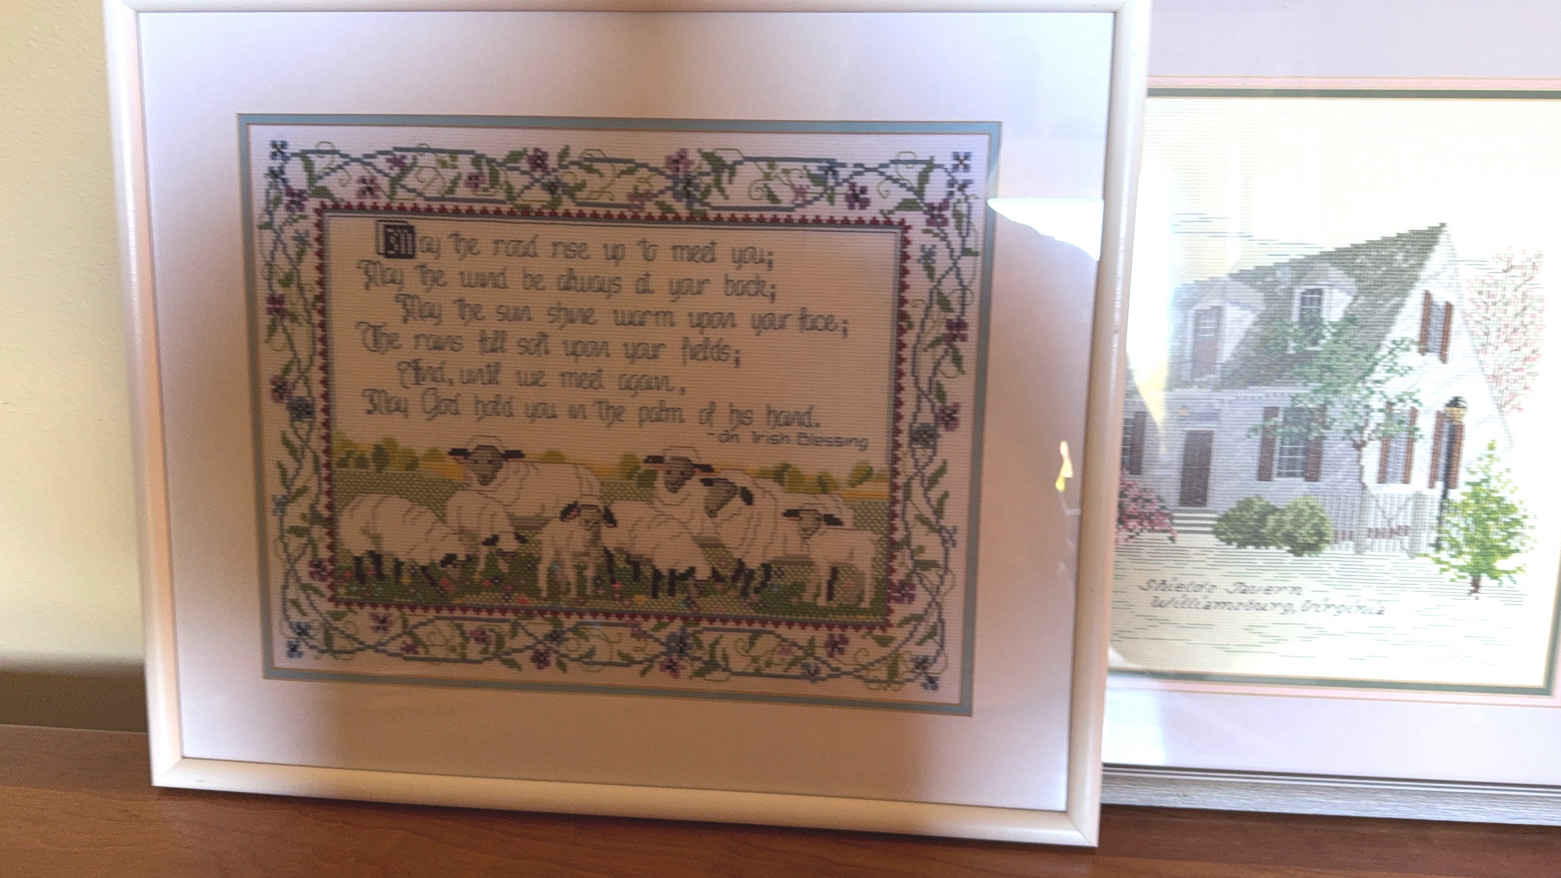 May the road rise up to meet you;
May the wind be always at your back;
May the sun shine warm upon your face;
The rains fall soft upon your fields;
And, until we meet again,
May God hold you in the palm of his hand.
~an Irish Blessing
Shield's Tavern
Williamsburg, Virginia